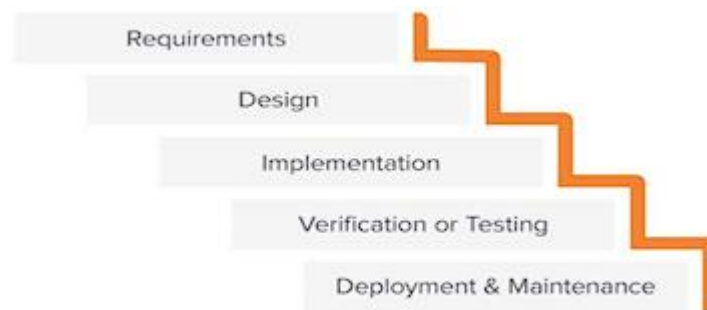 Requirements
Design
Implementation
Verification or Testing
Deployment & Maintenance